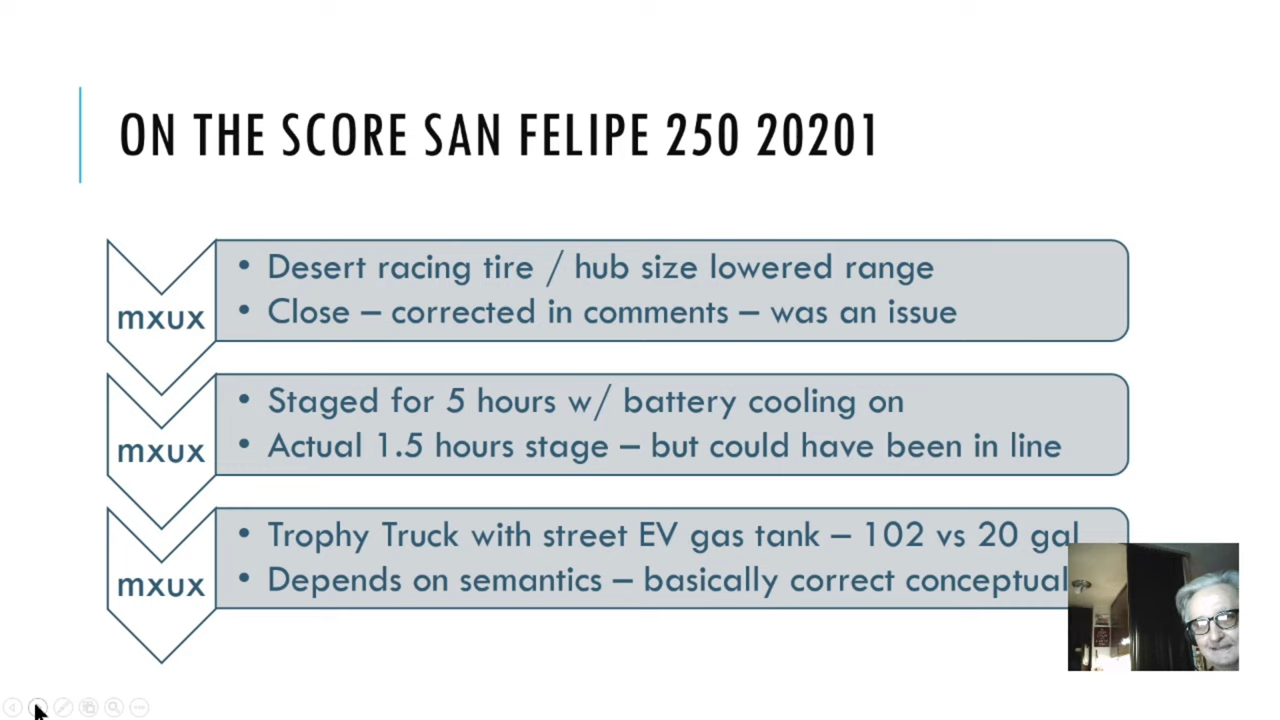 ON THE SCORE SAN FELIPE 250 20201
mxux
• Desert racing tire / hub size lowered range
• Close – corrected in comments – was an issue
mxux
• Staged for 5 hours w/ battery cooling on
• Actual 1.5 hours stage – but could have been in line
mxux
• Trophy Truck with street EV gas tank – 102 vs 20 gal
• Depends on semantics – basically correct conceptual